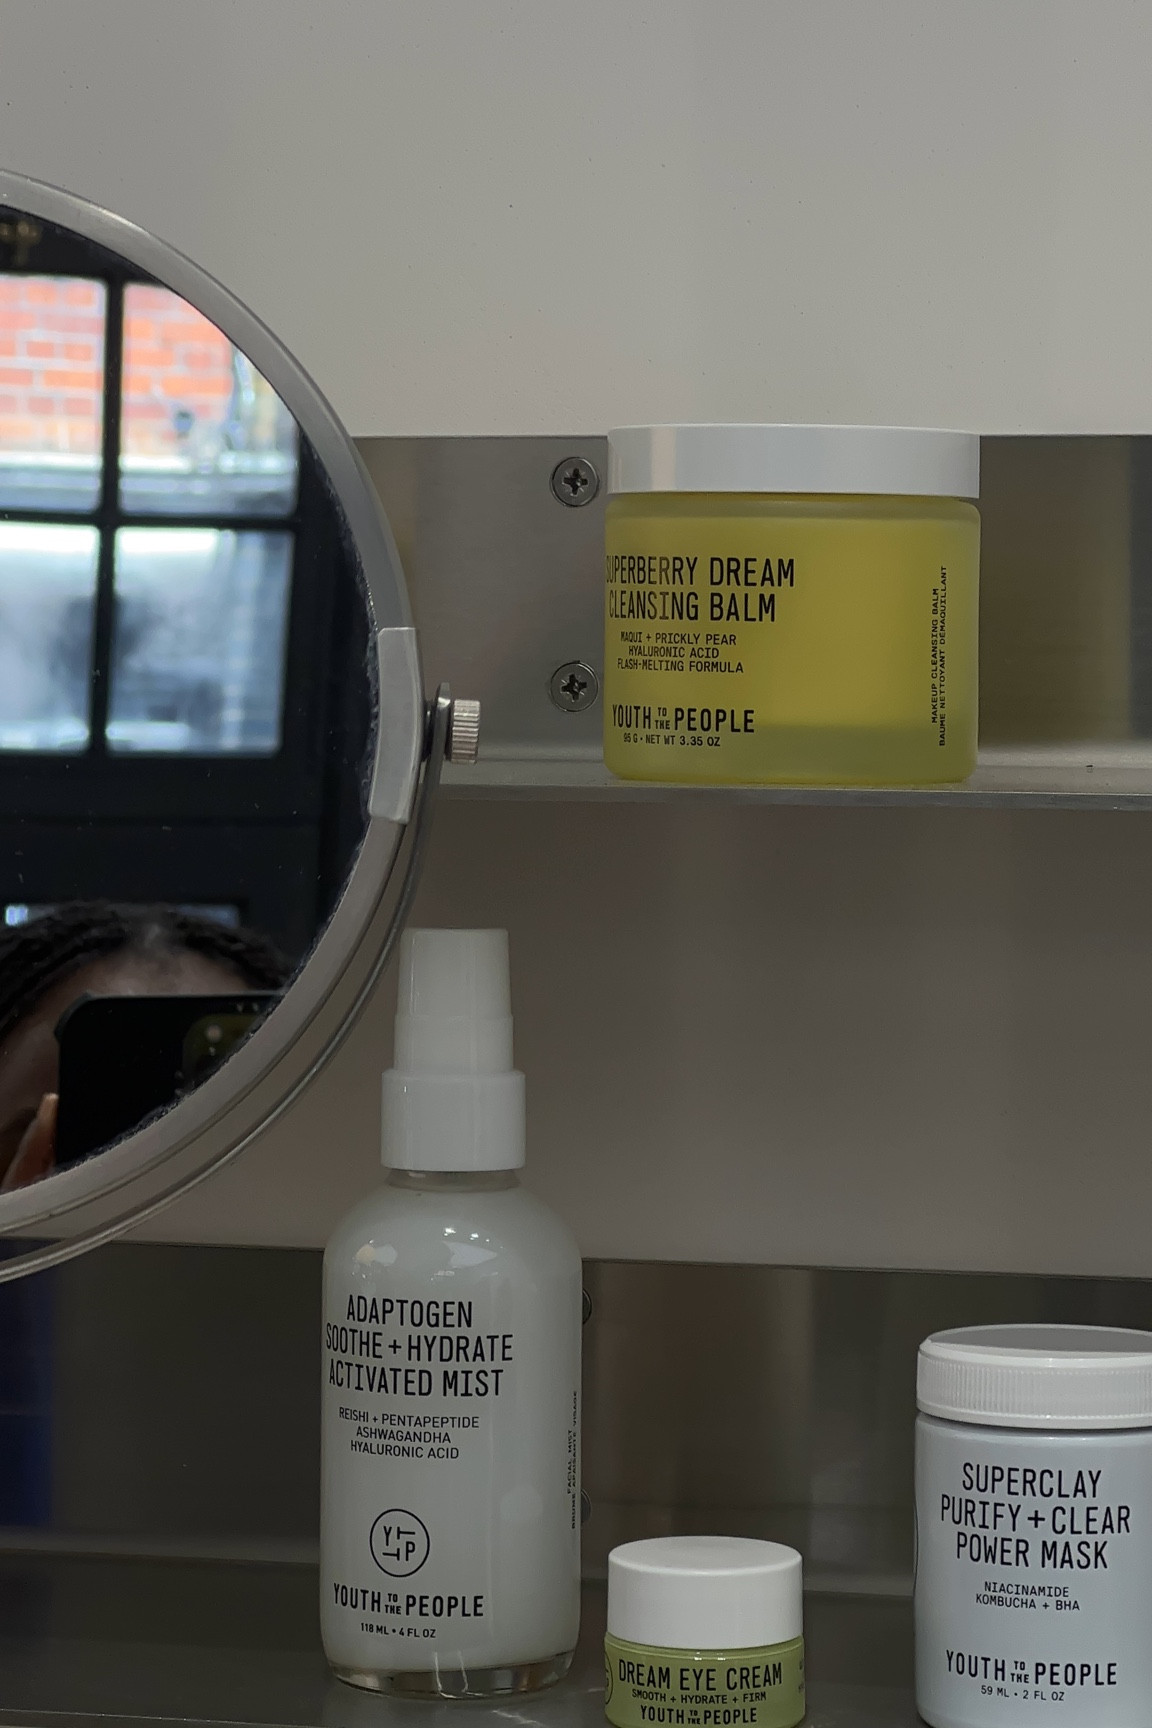 SUPERBERRY DREAM
CLEANSING BALM
MAQUI + PRICKLY PEAR
HYALURONIC ACID
FLASH-MELTING FORMULA
YOUTH TO THE PEOPLE
95 G • NET WT 3.35 OZ
MAKEUP CLEANSING BALM
BAUME NETTOYANT DÉMAQUILLANT
ADAPTOGEN
SOOTHE + HYDRATE
ACTIVATED MIST
REISHI + PENTAPEPTIDE
ASHWAGANDHA
HYALURONIC ACID
FACIAL MIST
BRUME APAISANTE VISAGE
YTTP
YOUTH TO THE PEOPLE
118 ML • 4 FL OZ
DREAM EYE CREAM
SMOOTH + HYDRATE + FIRM
YOUTH TO THE PEOPLE
SUPERCLAY
PURIFY + CLEAR
POWER MASK
NIACINAMIDE
KOMBUCHA + BHA
YOUTH TO THE PEOPLE
59 ML • 2 FL OZ